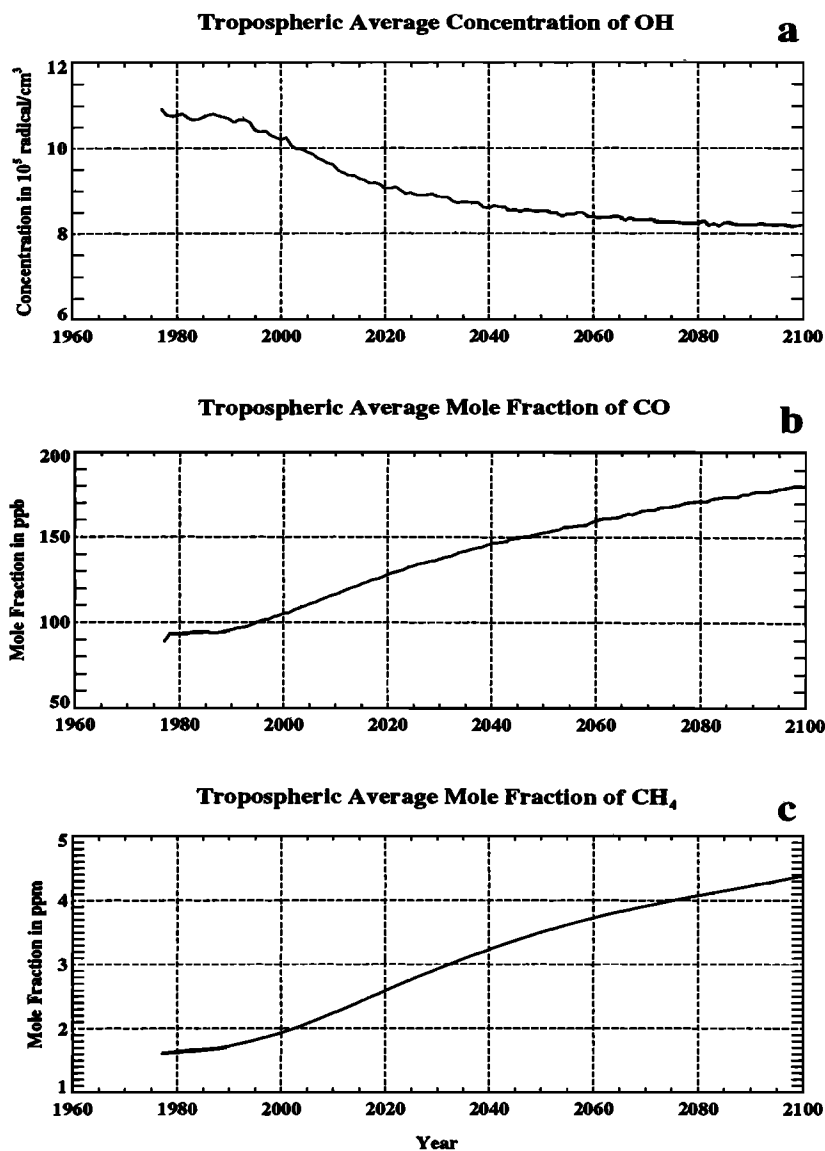 Tropospheric Average Concentration of OH
a
Concentration in 10⁵ radical/cm³
12
10
8
6
1960 1980 2000 2020 2040 2060 2080 2100
Tropospheric Average Mole Fraction of CO
b
Mole Fraction in ppb
200
150
100
50
1960 1980 2000 2020 2040 2060 2080 2100
Tropospheric Average Mole Fraction of CH₄
c
Mole Fraction in ppm
5
4
3
2
1
1960 1980 2000 2020 2040 2060 2080 2100
Year